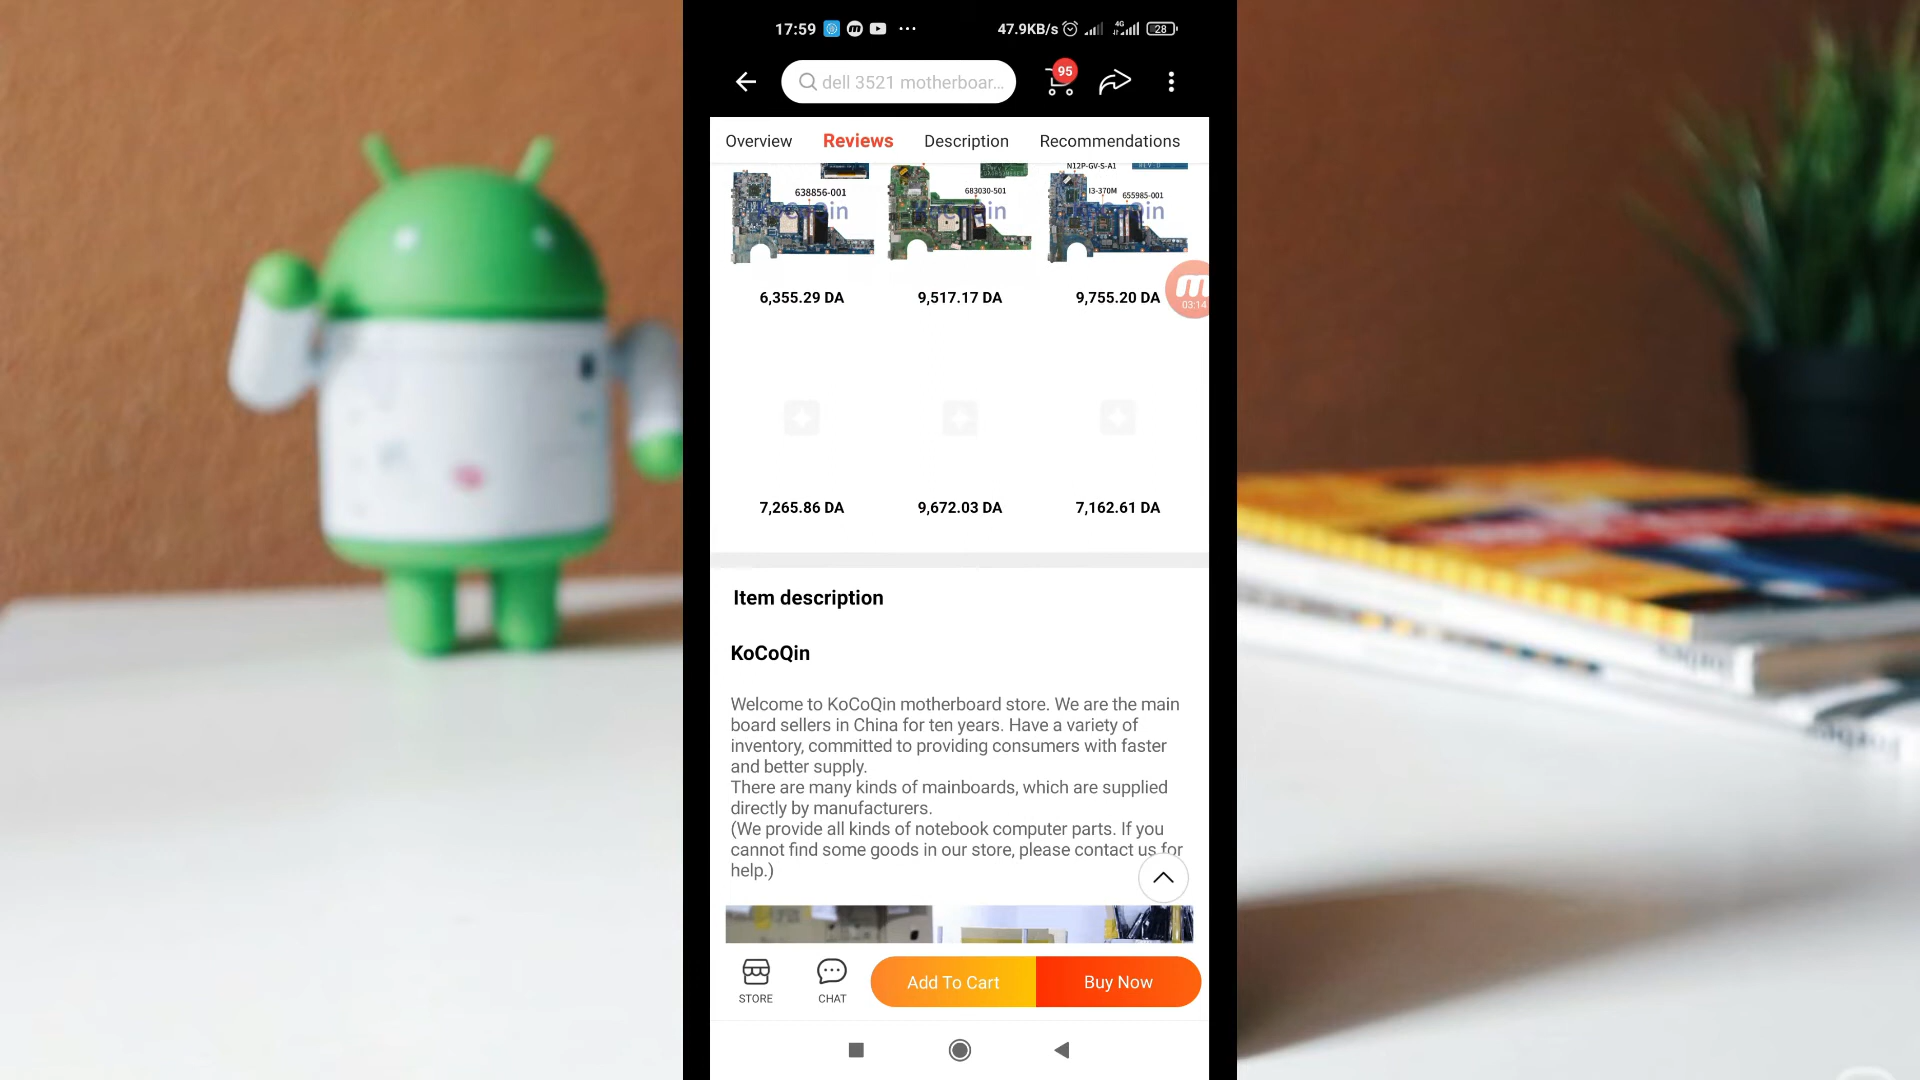 17:59 ... 47.9KB/s 4G 28
dell 3521 motherboar...
95
Overview Reviews Description Recommendations
N12P-GV-S-A1
638856-001 683030-501 I3-370M 655985-001
6,355.29 DA 9,517.17 DA 9,755.20 DA
03:14
7,265.86 DA 9,672.03 DA 7,162.61 DA
Item description
KoCoQin
Welcome to KoCoQin motherboard store. We are the main
board sellers in China for ten years. Have a variety of
inventory, committed to providing consumers with faster
and better supply.
There are many kinds of mainboards, which are supplied
directly by manufacturers.
(We provide all kinds of notebook computer parts. If you
cannot find some goods in our store, please contact us for
help.)
STORE CHAT Add To Cart Buy Now